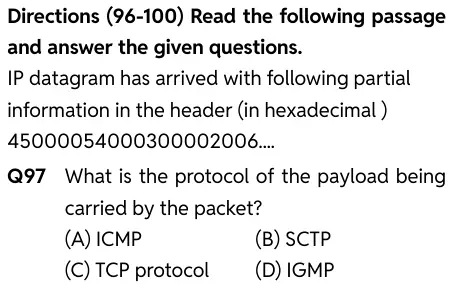 Directions (96-100) Read the following passage
and answer the given questions.
IP datagram has arrived with following partial
information in the header (in hexadecimal )
45000054000300002006....
Q97 What is the protocol of the payload being
carried by the packet?
(A) ICMP (B) SCTP
(C) TCP protocol (D) IGMP